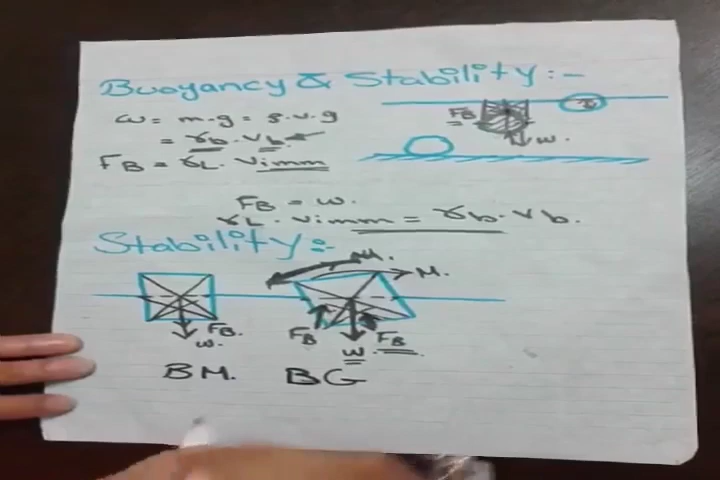 Buoyancy & Stability :-
ω = m.g = ρ.v.g
= γb. Vb
FB = γL. Vimm
FB
w.
FB = w.
γL. Vimm = γb. Vb.
Stability :-
M.
M.
FB.
w.
FB
FB
w
BM. BG